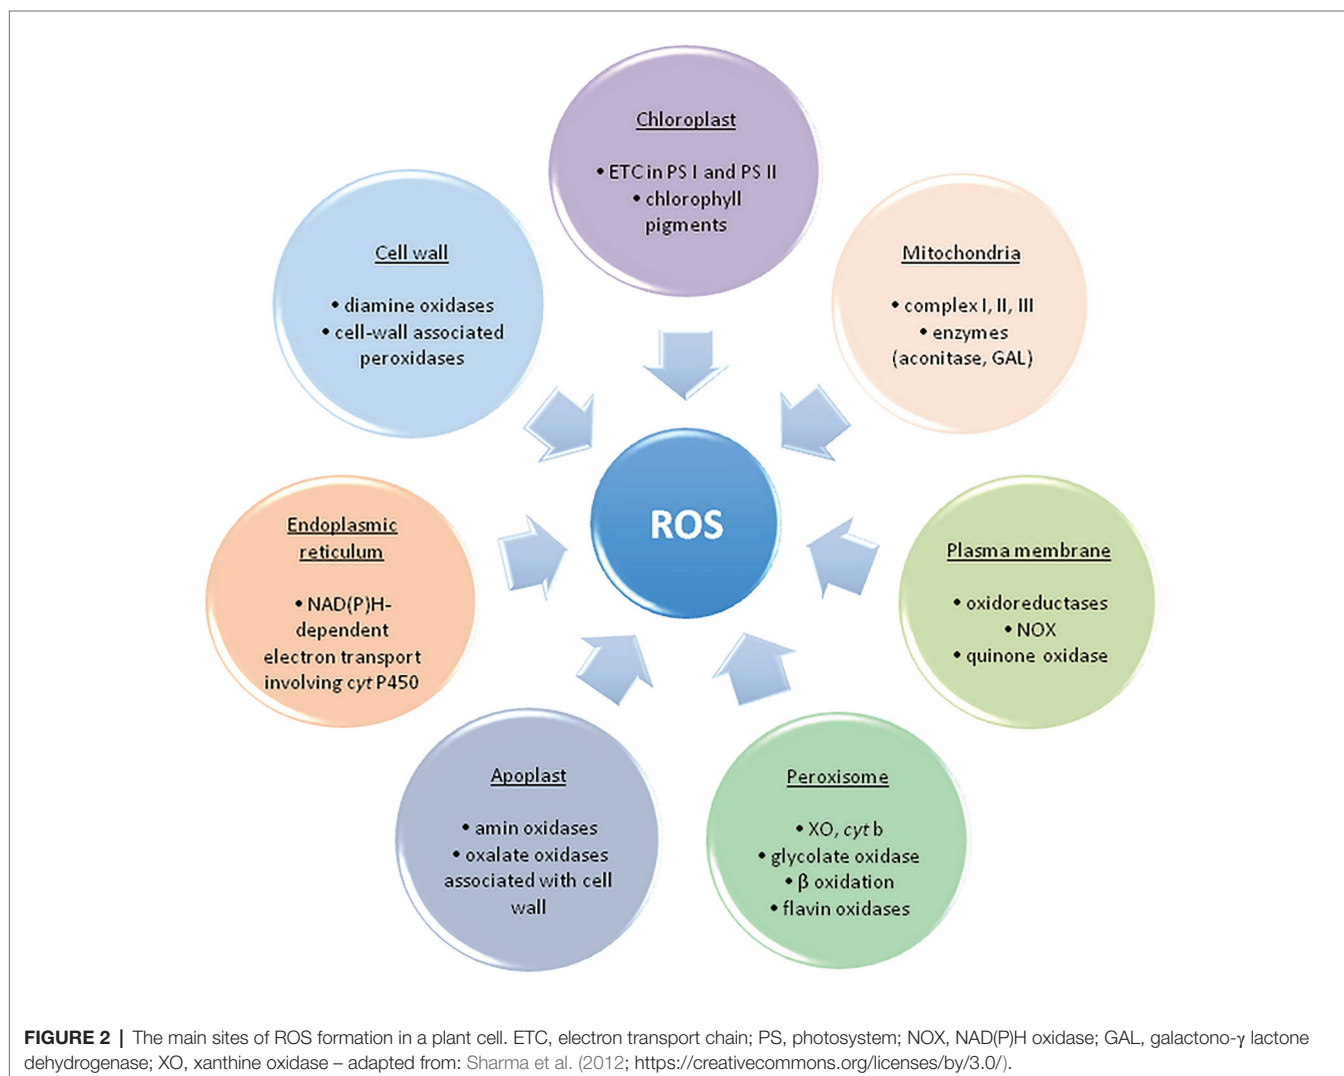 Chloroplast
• ETC in PS I and PS II
• chlorophyll
pigments
Mitochondria
• complex I, II, III
• enzymes
(aconitase, GAL)
Plasma membrane
• oxidoreductases
• NOX
• quinone oxidase
Peroxisome
• XO, cyt b
• glycolate oxidase
• β oxidation
• flavin oxidases
Apoplast
• amin oxidases
• oxalate oxidases
associated with cell
wall
Endoplasmic
reticulum
• NAD(P)H-
dependent
electron transport
involving cyt P450
Cell wall
• diamine oxidases
• cell-wall associated
peroxidases
ROS
FIGURE 2 | The main sites of ROS formation in a plant cell. ETC, electron transport chain; PS, photosystem; NOX, NAD(P)H oxidase; GAL, galactono-γ lactone
dehydrogenase; XO, xanthine oxidase – adapted from: Sharma et al. (2012; https://creativecommons.org/licenses/by/3.0/).